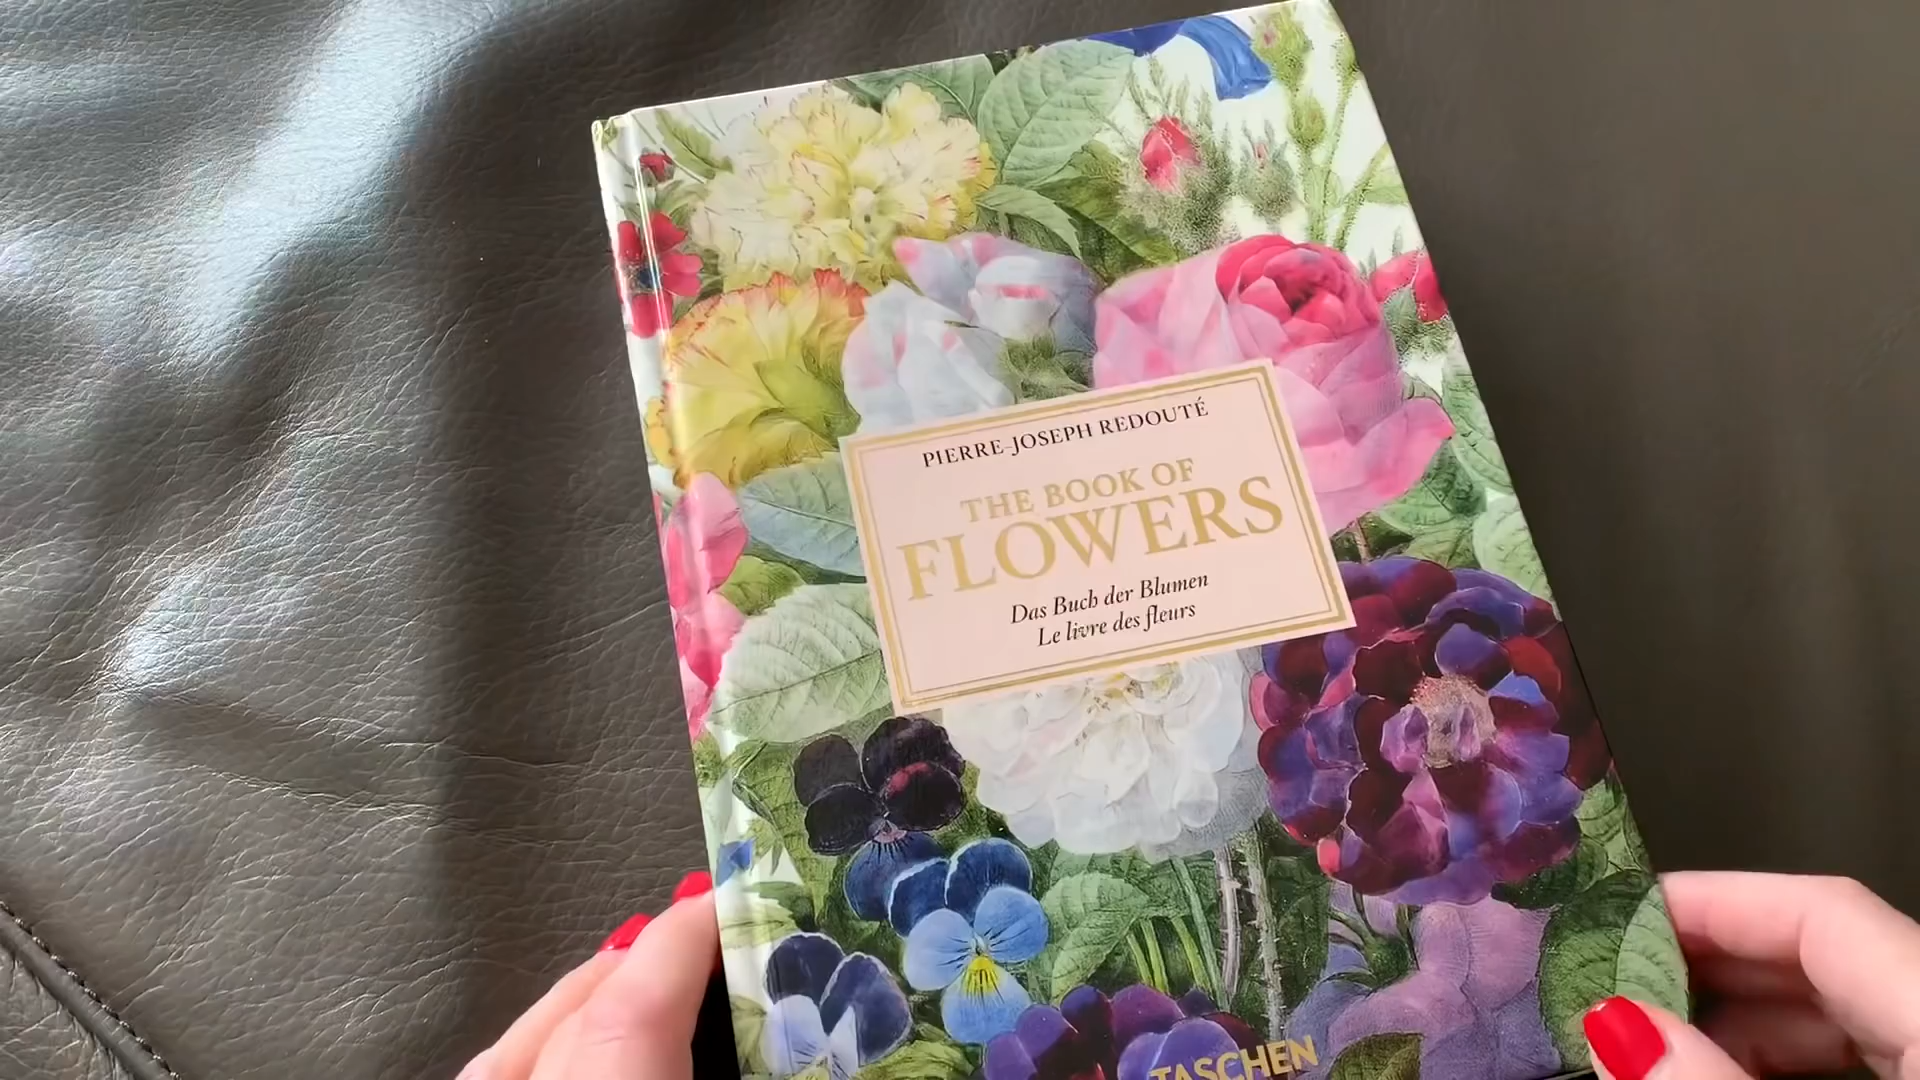 PIERRE-JOSEPH REDOUTÉ
THE BOOK OF
FLOWERS
Das Buch der Blumen
Le livre des fleurs
TASCHEN